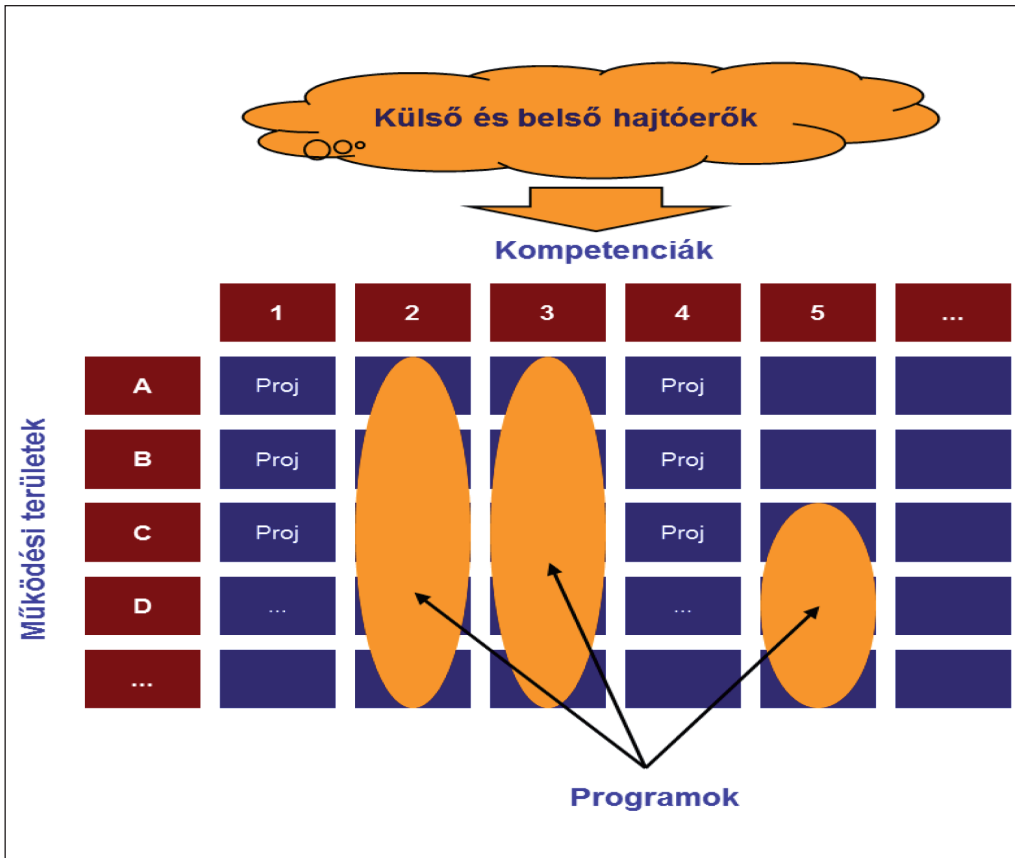 Külső és belső hajtóerők
Kompetenciák
1 2 3 4 5 ...
Működési területek
A Proj Proj
B Proj Proj
C Proj Proj
D ... ...
...
Programok